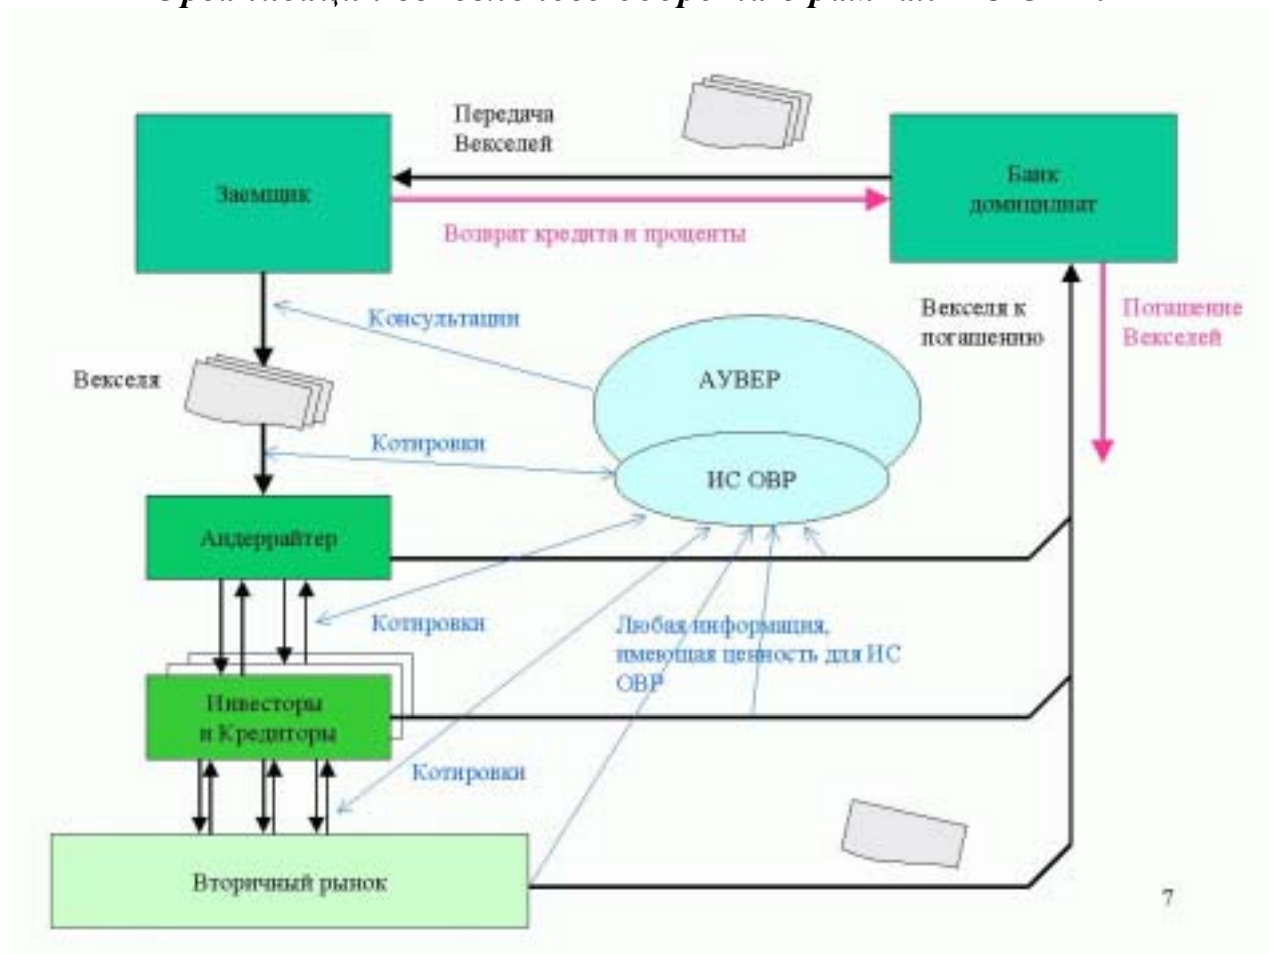 Передача
Векселей
Заемщик
Банк
домицилиат
Возврат кредита и проценты
Консультации
Векселя к
погашению
Погашение
Векселей
Векселя
АУВЕР
Котировки
ИС ОВР
Андеррайтер
Котировки
Любая информация,
имеющая ценность для ИС
ОВР
Инвесторы
и Кредиторы
Котировки
Вторичный рынок
7